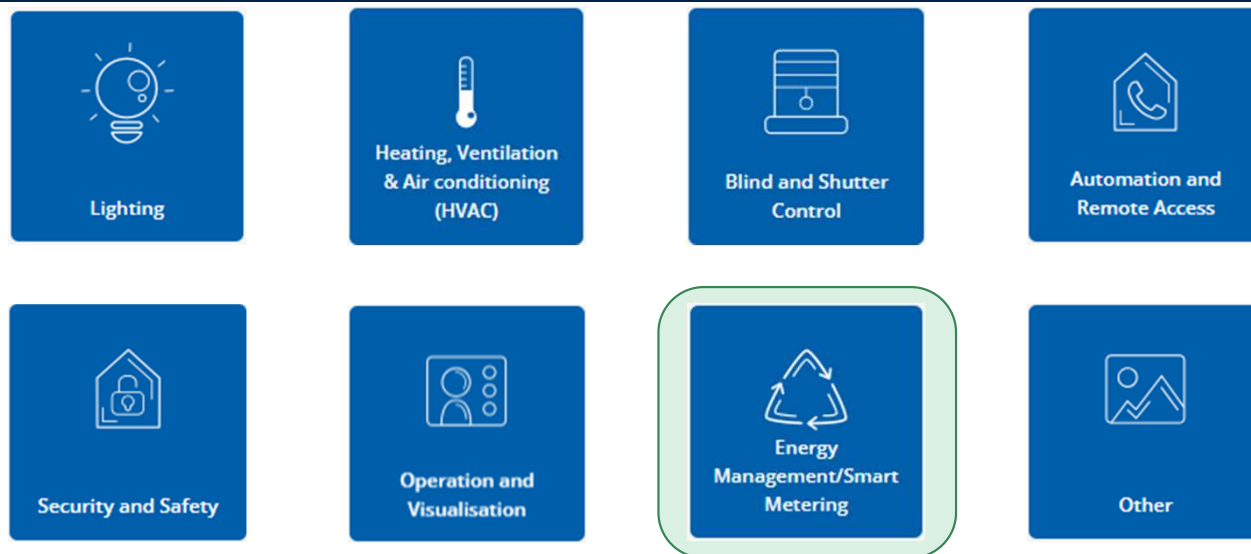 Lighting
Heating, Ventilation
& Air conditioning
(HVAC)
Blind and Shutter
Control
Automation and
Remote Access
Security and Safety
Operation and
Visualisation
Energy
Management/Smart
Metering
Other